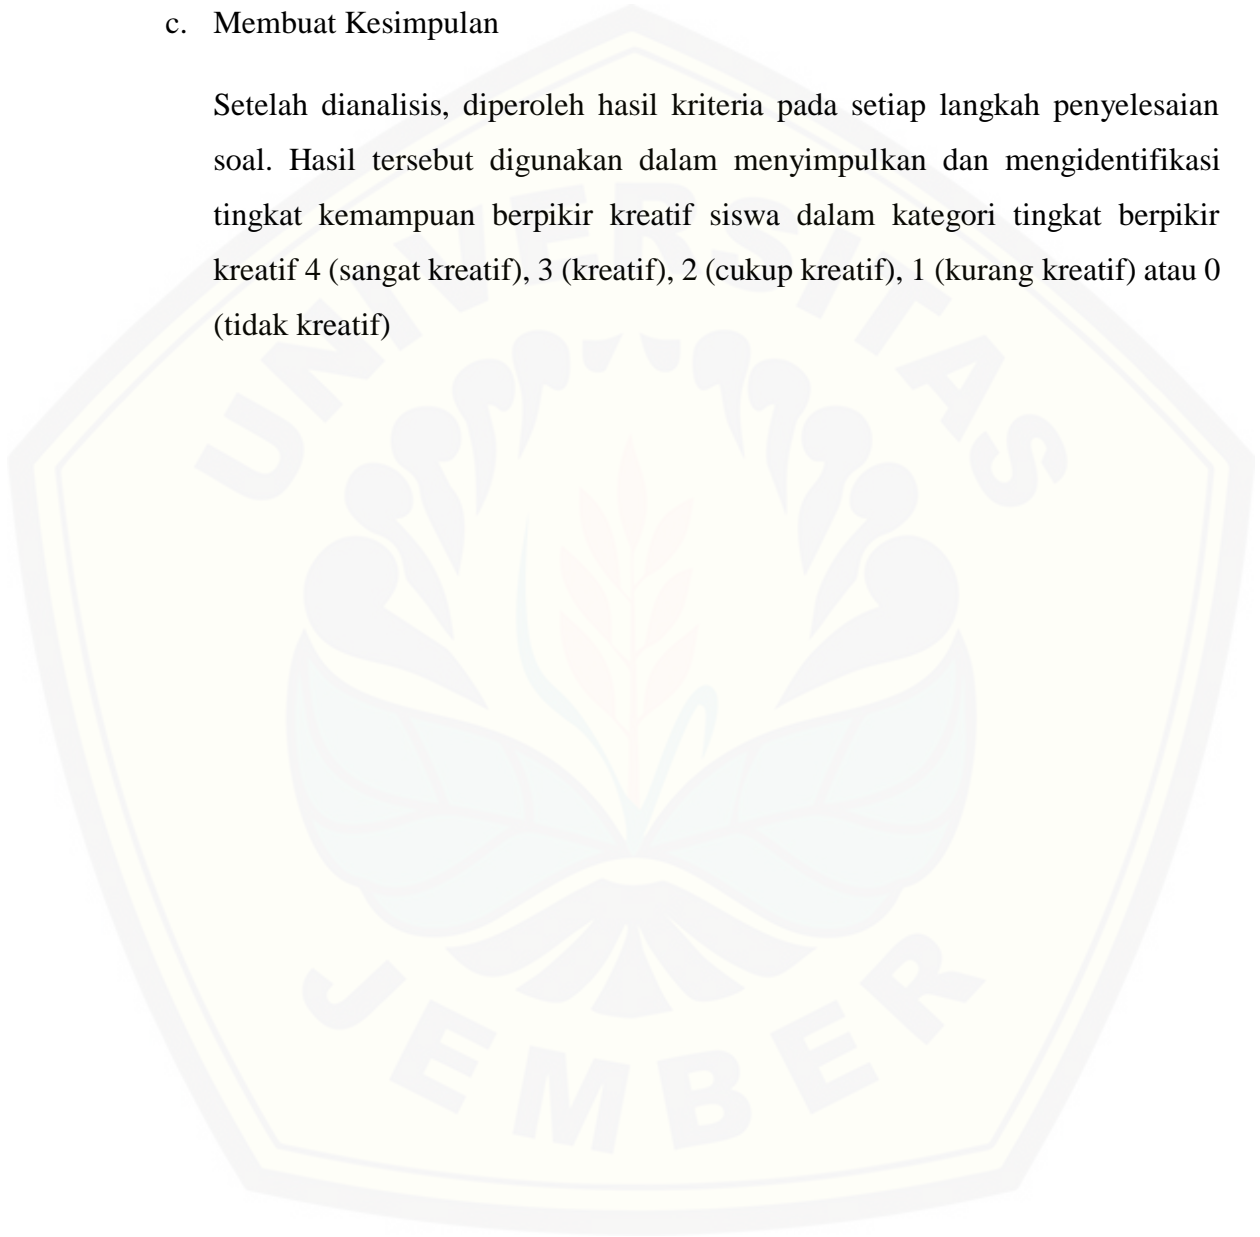 c. Membuat Kesimpulan
Setelah dianalisis, diperoleh hasil kriteria pada setiap langkah penyelesaian
soal. Hasil tersebut digunakan dalam menyimpulkan dan mengidentifikasi
tingkat kemampuan berpikir kreatif siswa dalam kategori tingkat berpikir
kreatif 4 (sangat kreatif), 3 (kreatif), 2 (cukup kreatif), 1 (kurang kreatif) atau 0
(tidak kreatif)
UNIVERSITAS
JEMBER